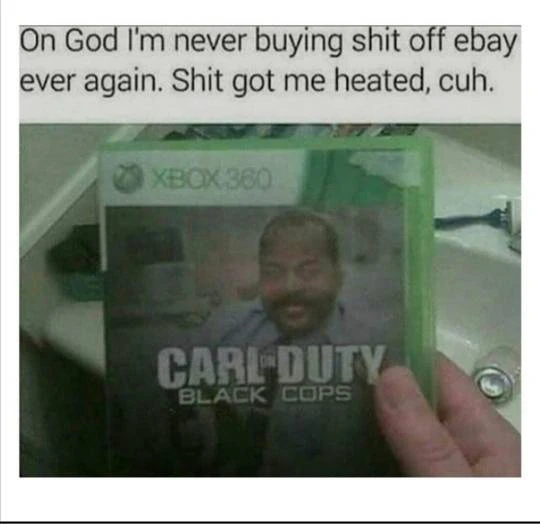 On God I'm never buying shit off ebay
ever again. Shit got me heated, cuh.
XBOX 360
CARL ON DUTY
BLACK COPS